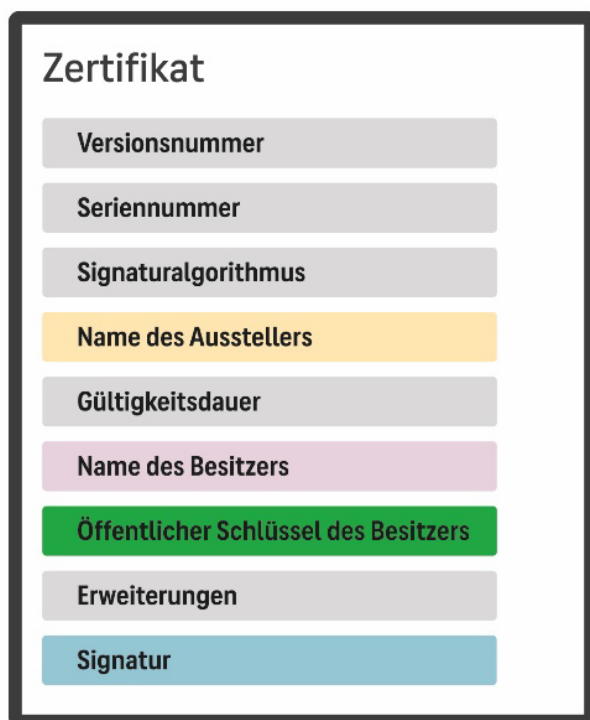 Zertifikat
Versionsnummer
Seriennummer
Signaturalgorithmus
Name des Ausstellers
Gültigkeitsdauer
Name des Besitzers
Öffentlicher Schlüssel des Besitzers
Erweiterungen
Signatur